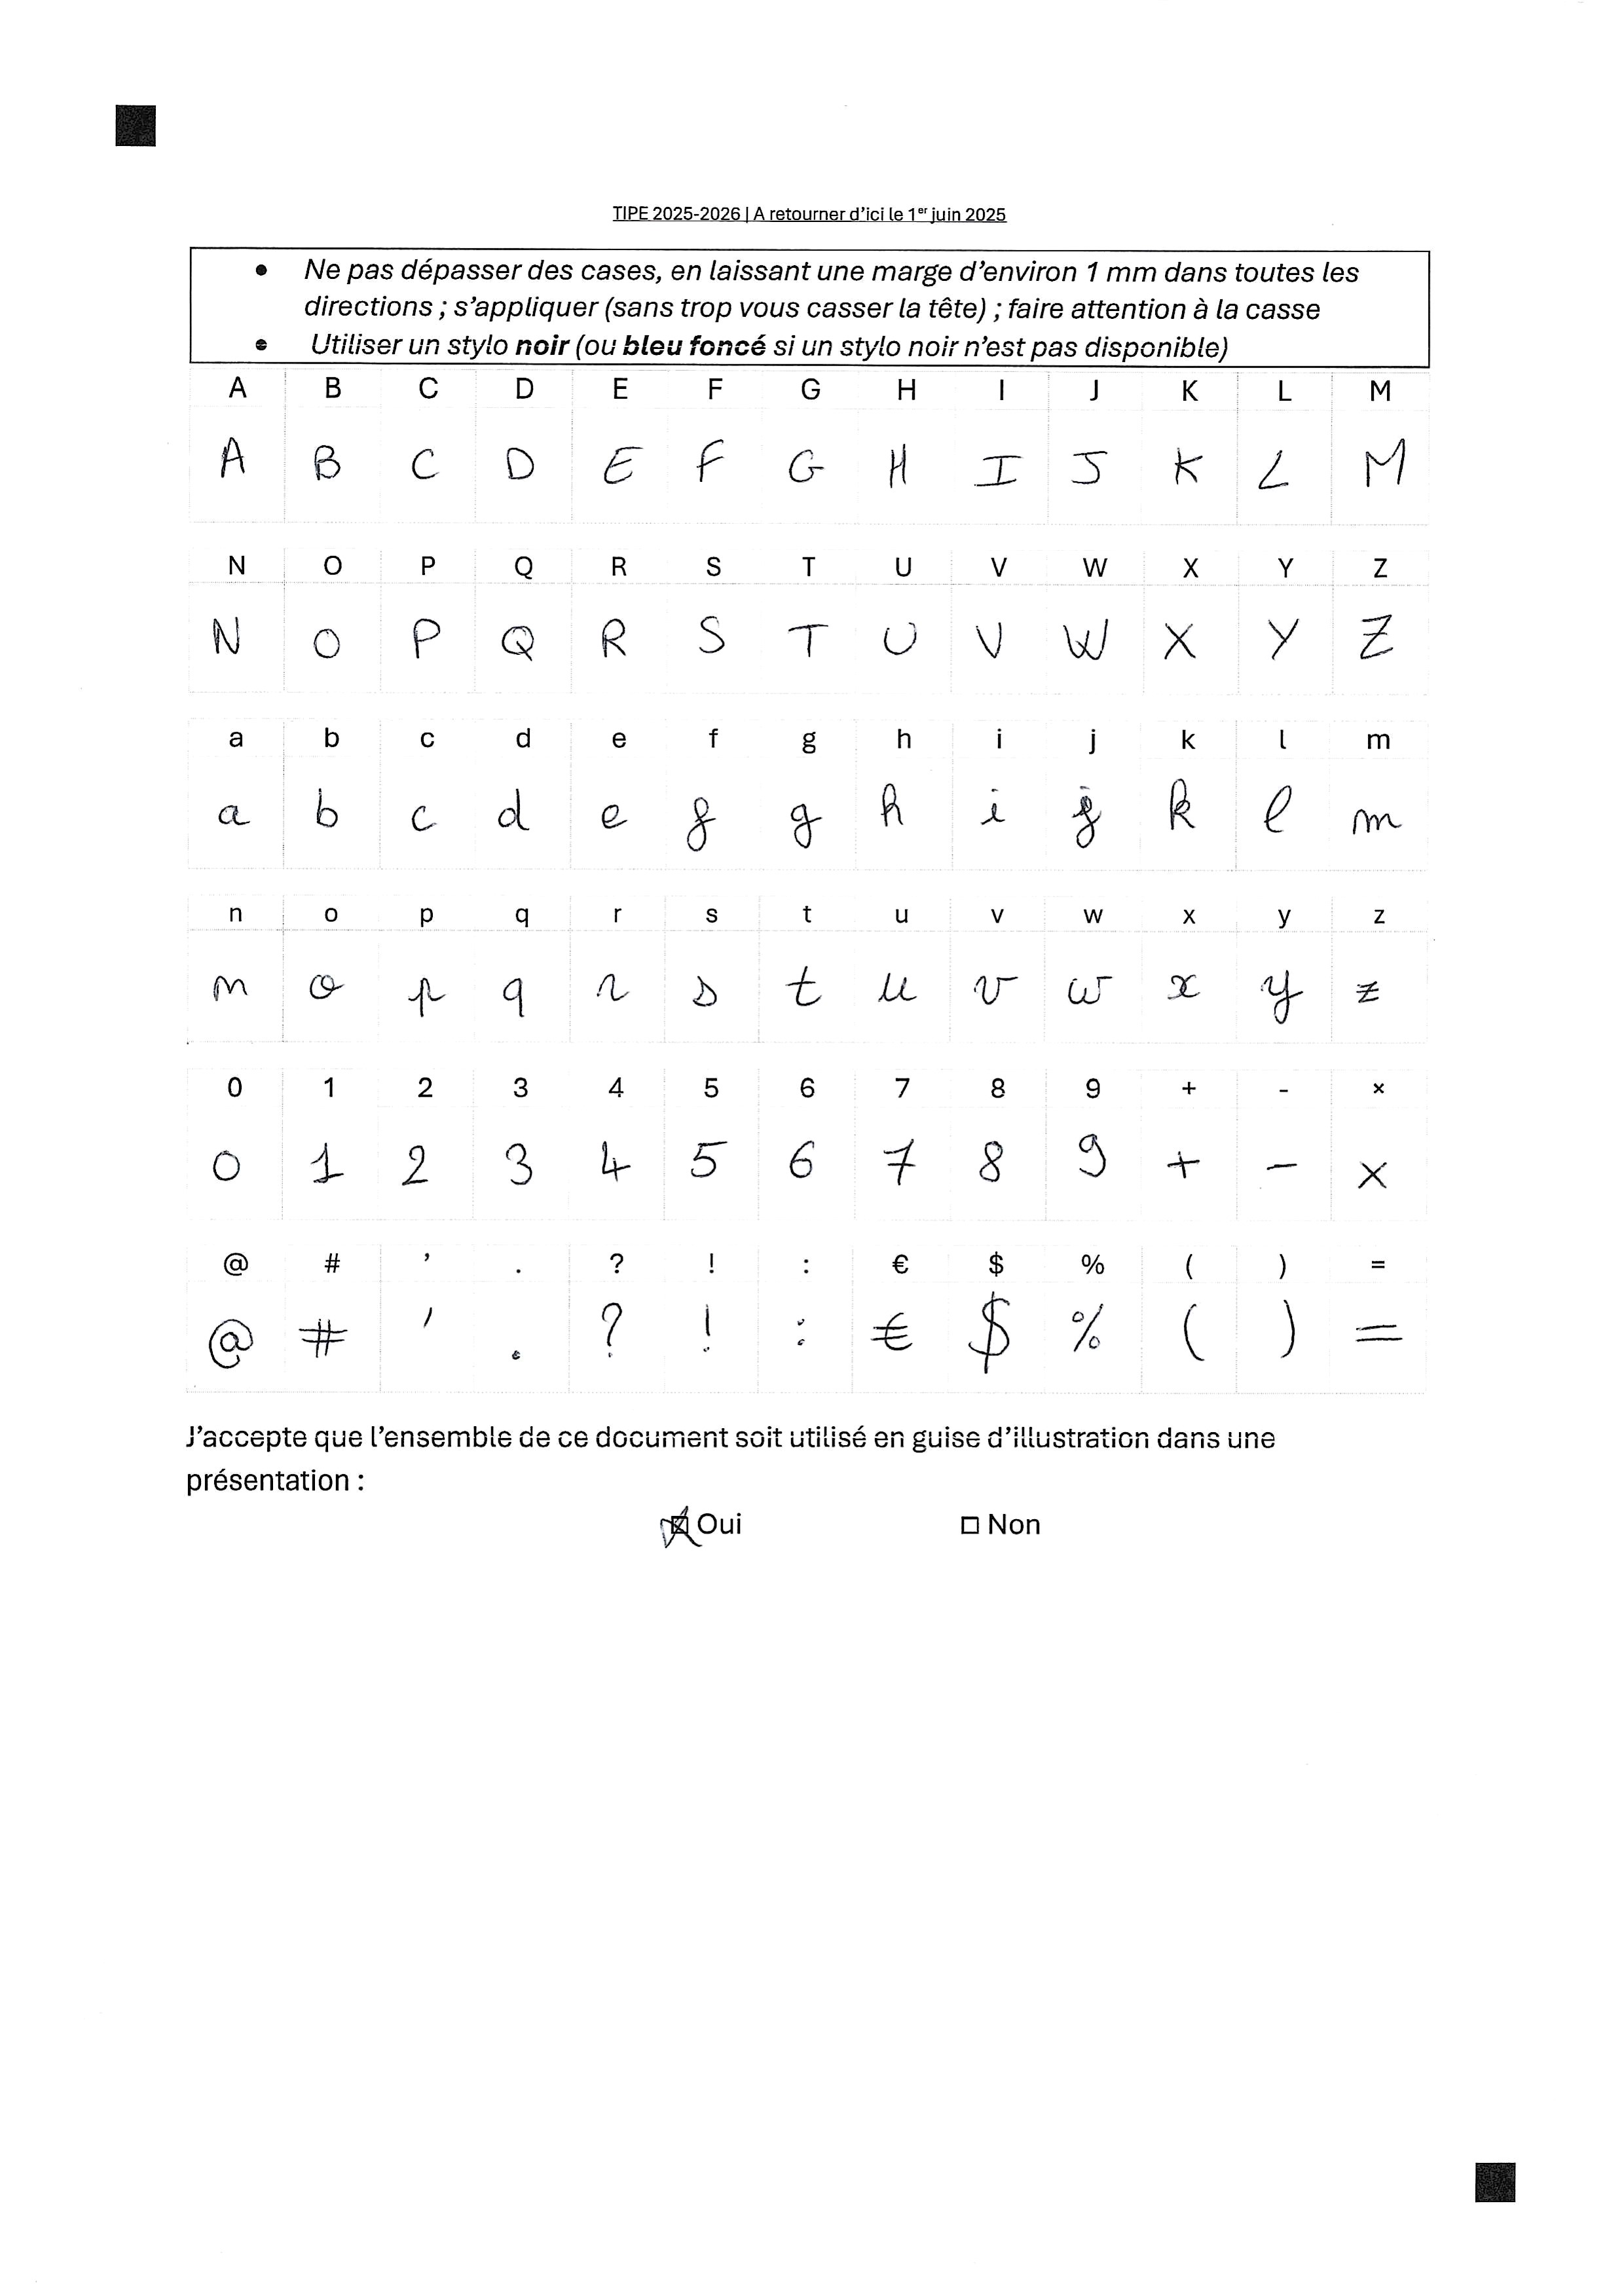 TIPE 2025-2026 | A retourner d'ici le 1er juin 2025
• Ne pas dépasser des cases, en laissant une marge d'environ 1 mm dans toutes les
directions ; s'appliquer (sans trop vous casser la tête) ; faire attention à la casse
• Utiliser un stylo noir (ou bleu foncé si un stylo noir n'est pas disponible)
A B C D E F G H I J K L M
A B C D E F G H I J K L M
N O P Q R S T U V W X Y Z
N O P Q R S T U V W X Y Z
a b c d e f g h i j k l m
a b c d e f g h i j k l m
n o p q r s t u v w x y z
n o p q r s t u v w x y z
0 1 2 3 4 5 6 7 8 9 + - ×
0 1 2 3 4 5 6 7 8 9 + - ×
@ # ' . ? ! : € $ % ( ) =
@ # ' . ? ! : € $ % ( ) =
J'accepte que l'ensemble de ce document soit utilisé en guise d'illustration dans une
présentation :
☒ Oui ☐ Non